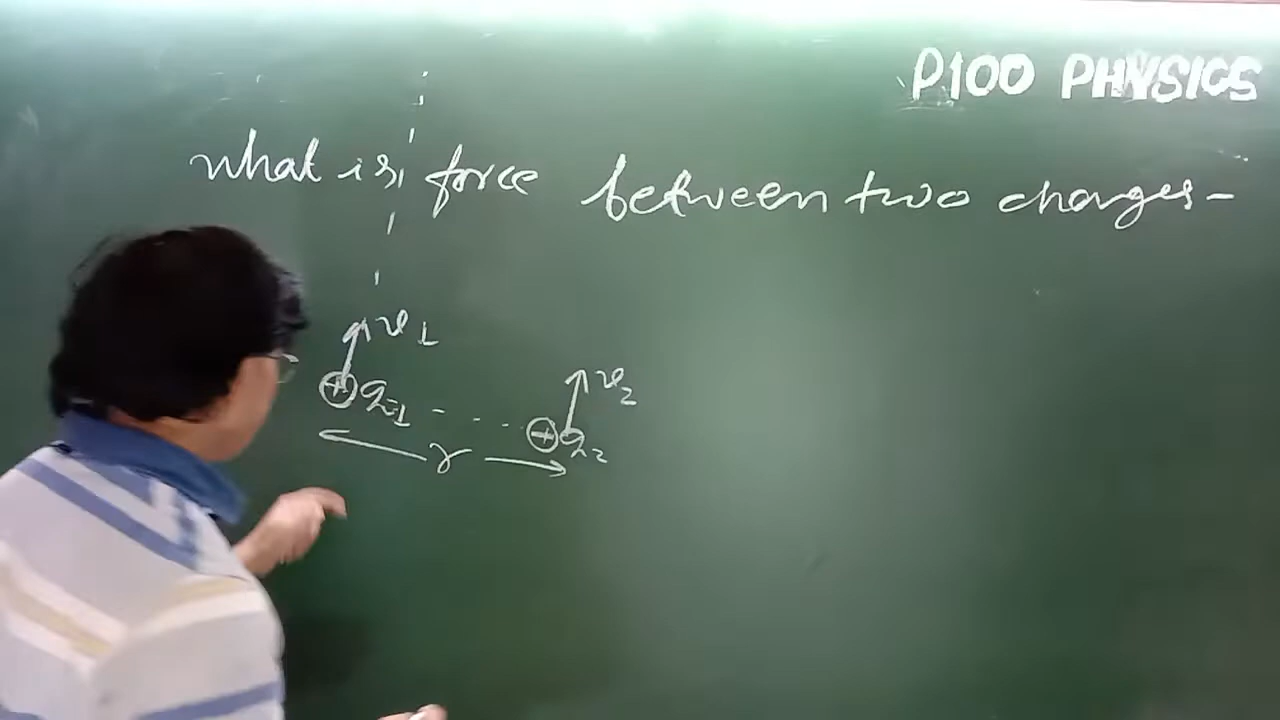 P100 PHYSICS
what is force between two charges-
v1
v2
q1
q2
r